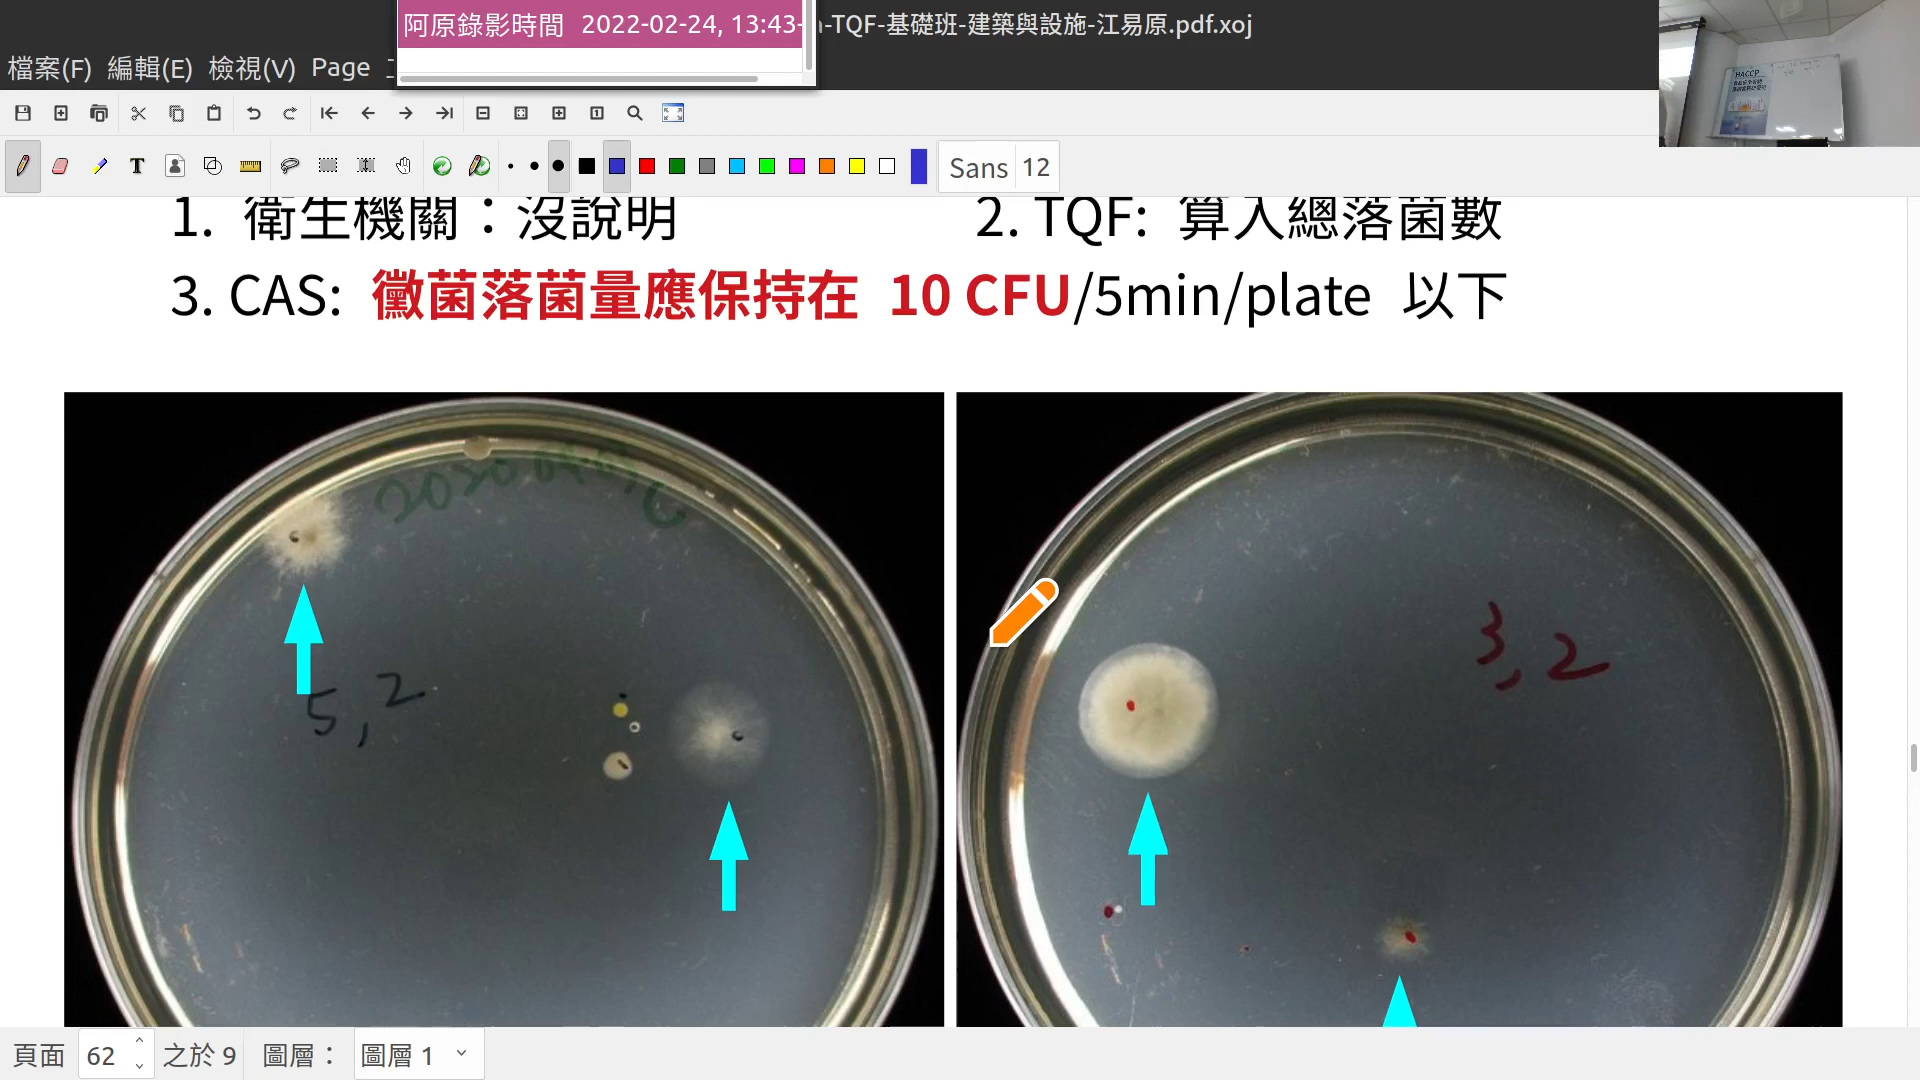 阿原錄影時間 2022-02-24, 13:43-
-TQF-基礎班-建築與設施-江易原.pdf.xoj
檔案(F) 編輯(E) 檢視(V) Page
T Sans 12
1. 衛生機關：沒說明 2. TQF: 算入總落菌數
3. CAS: 黴菌落菌量應保持在 10 CFU/5min/plate 以下
C
5,2
3,2
HACCP
頁面 62 之於 9 圖層： 圖層 1